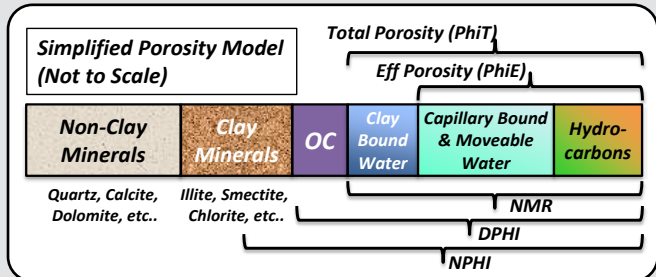 Simplified Porosity Model
(Not to Scale)
Total Porosity (PhiT)
Eff Porosity (PhiE)
Non-Clay
Minerals
Clay
Minerals
OC
Clay
Bound
Water
Capillary Bound
& Moveable
Water
Hydro-
carbons
Quartz, Calcite,
Dolomite, etc..
Illite, Smectite,
Chlorite, etc..
NMR
DPHI
NPHI